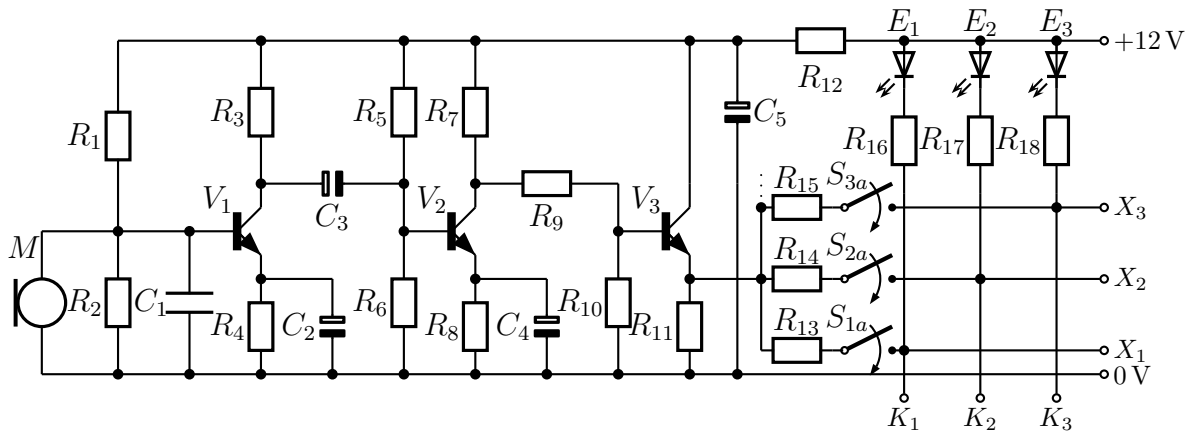 E₁ E₂ E₃
+12 V
R₁₂
R₃ R₅ R₇ C₅
R₁ R₁₆ R₁₇ R₁₈
R₁₅ S₃ₐ
V₁ C₃ V₂ R₉ V₃ X₃
M
R₁₄ S₂ₐ
R₂ C₁ R₄ C₂ R₆ R₈ C₄ R₁₀ R₁₁ X₂
R₁₃ S₁ₐ
X₁
0 V
K₁ K₂ K₃